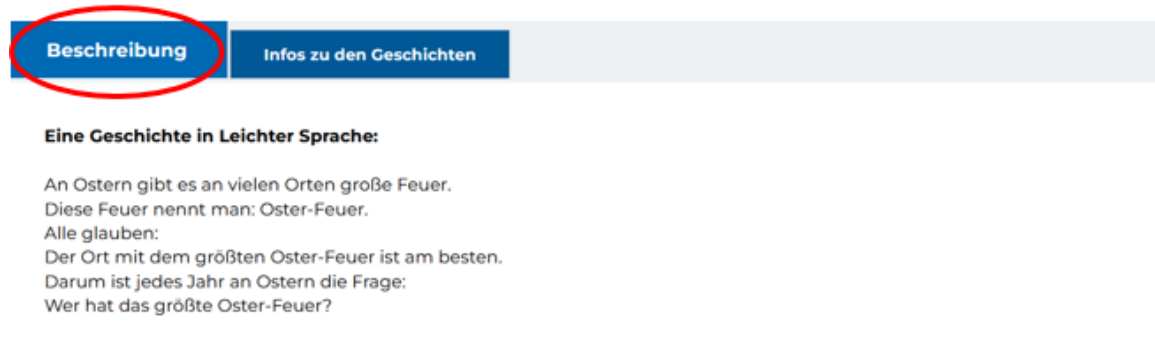 Beschreibung
Infos zu den Geschichten
Eine Geschichte in Leichter Sprache:
An Ostern gibt es an vielen Orten große Feuer.
Diese Feuer nennt man: Oster-Feuer.
Alle glauben:
Der Ort mit dem größten Oster-Feuer ist am besten.
Darum ist jedes Jahr an Ostern die Frage:
Wer hat das größte Oster-Feuer?